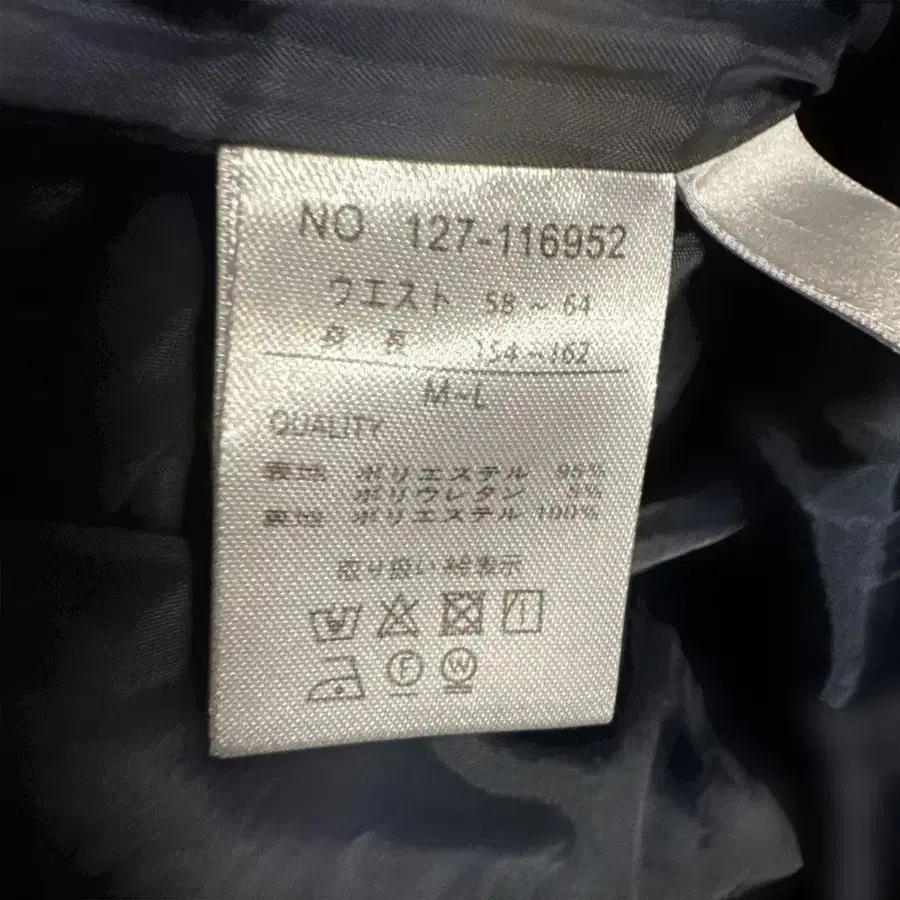 NO 127-116952
ウエスト 58 ~ 64
身 長 154~162
M~L
QUALITY
表地 ポリエステル 95%
ポリウレタン 5%
裏地 ポリエステル 100%
取り扱い絵表示
F W